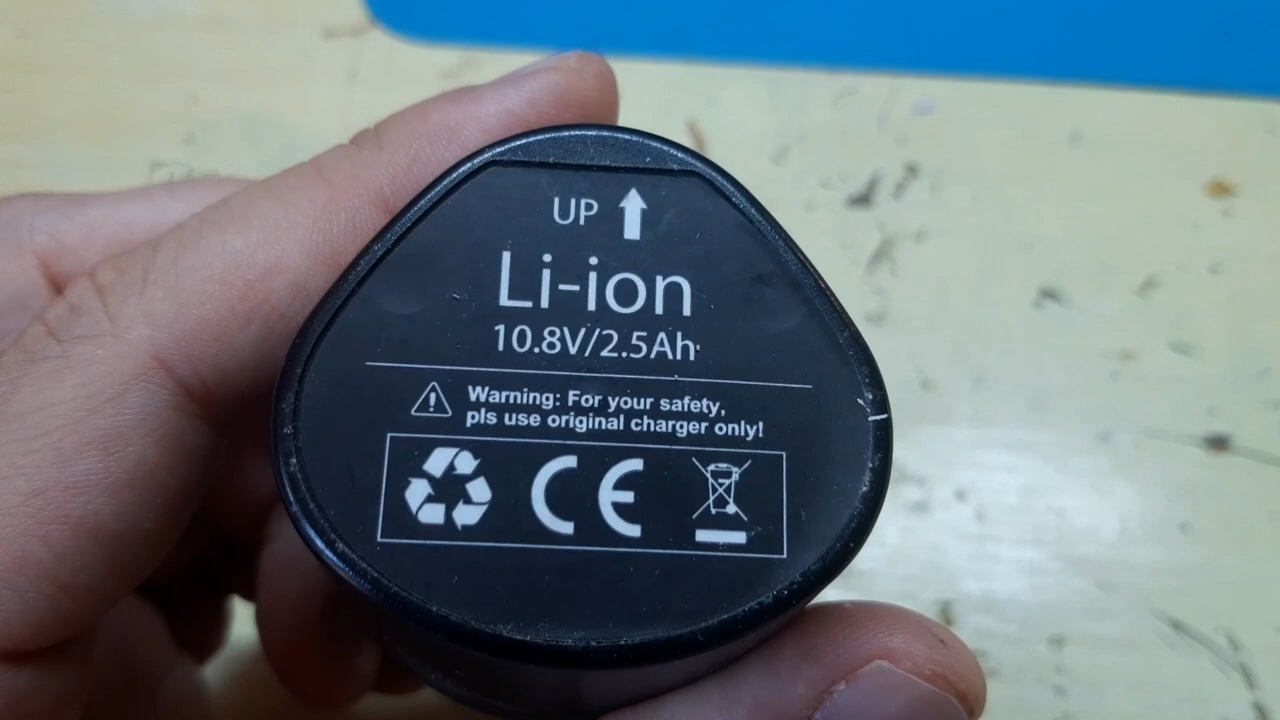 UP
Li-ion
10.8V/2.5Ah
Warning: For your safety,
pls use original charger only!
CE